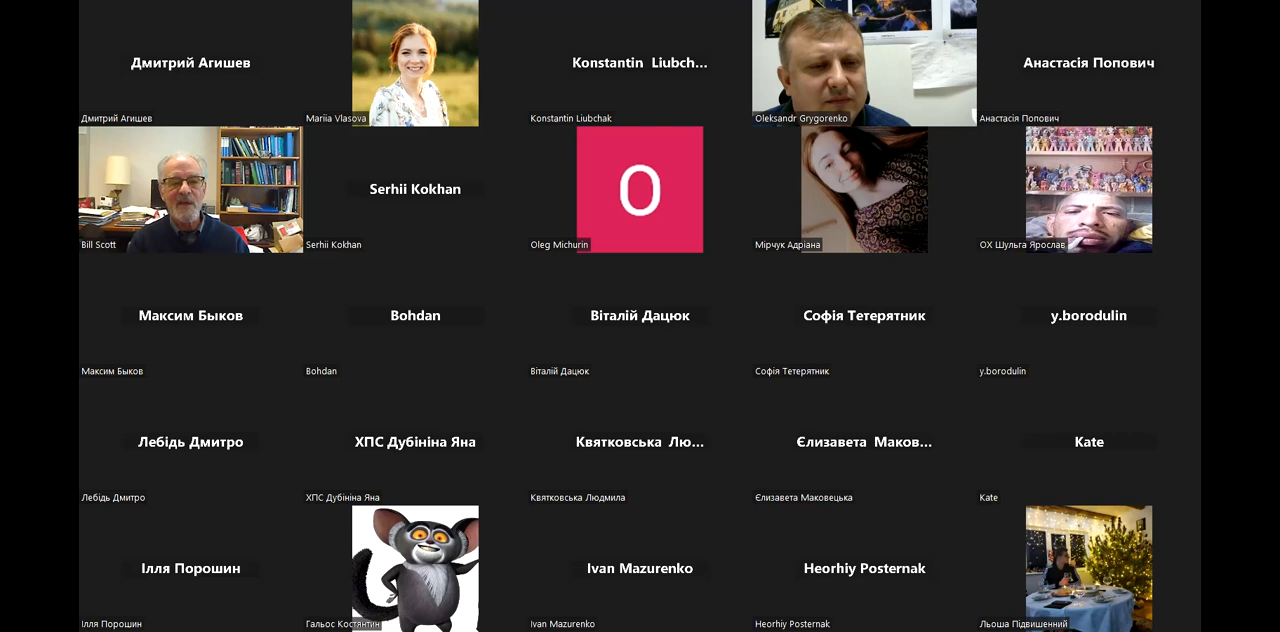 Дмитрий Агишев
Дмитрий Агишев
Mariia Vlasova
Konstantin Liubch...
Konstantin Liubchak
Oleksandr Grygorenko
Анастасія Попович
Анастасія Попович
Bill Scott
Serhii Kokhan
Serhii Kokhan
O
Oleg Michurin
Мірчук Адріана
ОХ Шульга Ярослав
Максим Быков
Максим Быков
Bohdan
Bohdan
Віталій Дацюк
Віталій Дацюк
Софія Тетерятник
Софія Тетерятник
y.borodulin
y.borodulin
Лебідь Дмитро
Лебідь Дмитро
ХПС Дубініна Яна
ХПС Дубініна Яна
Квятковська Лю...
Квятковська Людмила
Єлизавета Маков...
Єлизавета Маковецька
Kate
Kate
Ілля Порошин
Ілля Порошин
Гальос Костянтин
Ivan Mazurenko
Ivan Mazurenko
Heorhiy Posternak
Heorhiy Posternak
Льоша Підвишенний